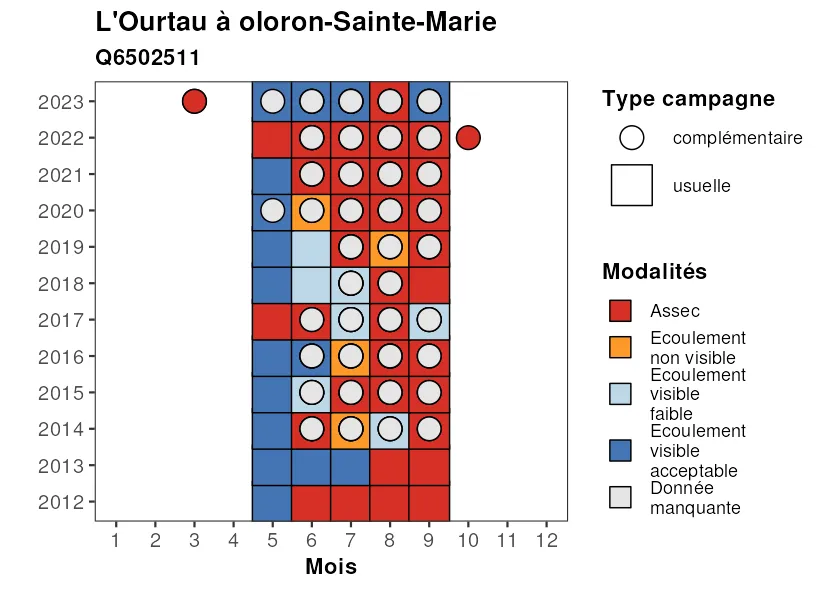 L'Ourtau à oloron-Sainte-Marie
Q6502511
2023
2022
2021
2020
2019
2018
2017
2016
2015
2014
2013
2012
1 2 3 4 5 6 7 8 9 10 11 12
Mois
Type campagne
complémentaire
usuelle
Modalités
Assec
Ecoulement
non visible
Ecoulement
visible
faible
Ecoulement
visible
acceptable
Donnée
manquante